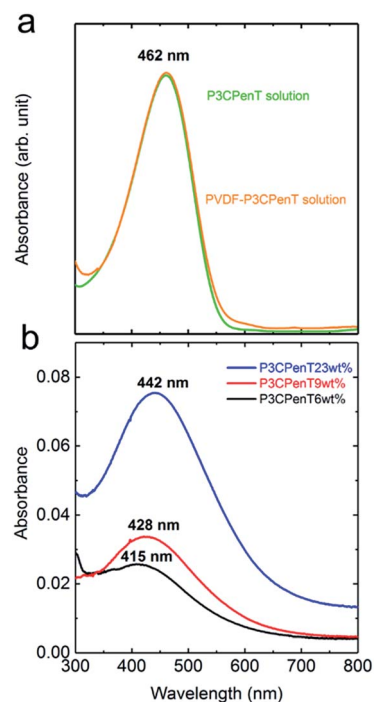 a
462 nm
P3CPenT solution
PVDF-P3CPenT solution
Absorbance (arb. unit)
b
P3CPenT23wt%
P3CPenT9wt%
P3CPenT6wt%
442 nm
428 nm
415 nm
Absorbance
0.08
0.06
0.04
0.02
0.00
300 400 500 600 700 800
Wavelength (nm)